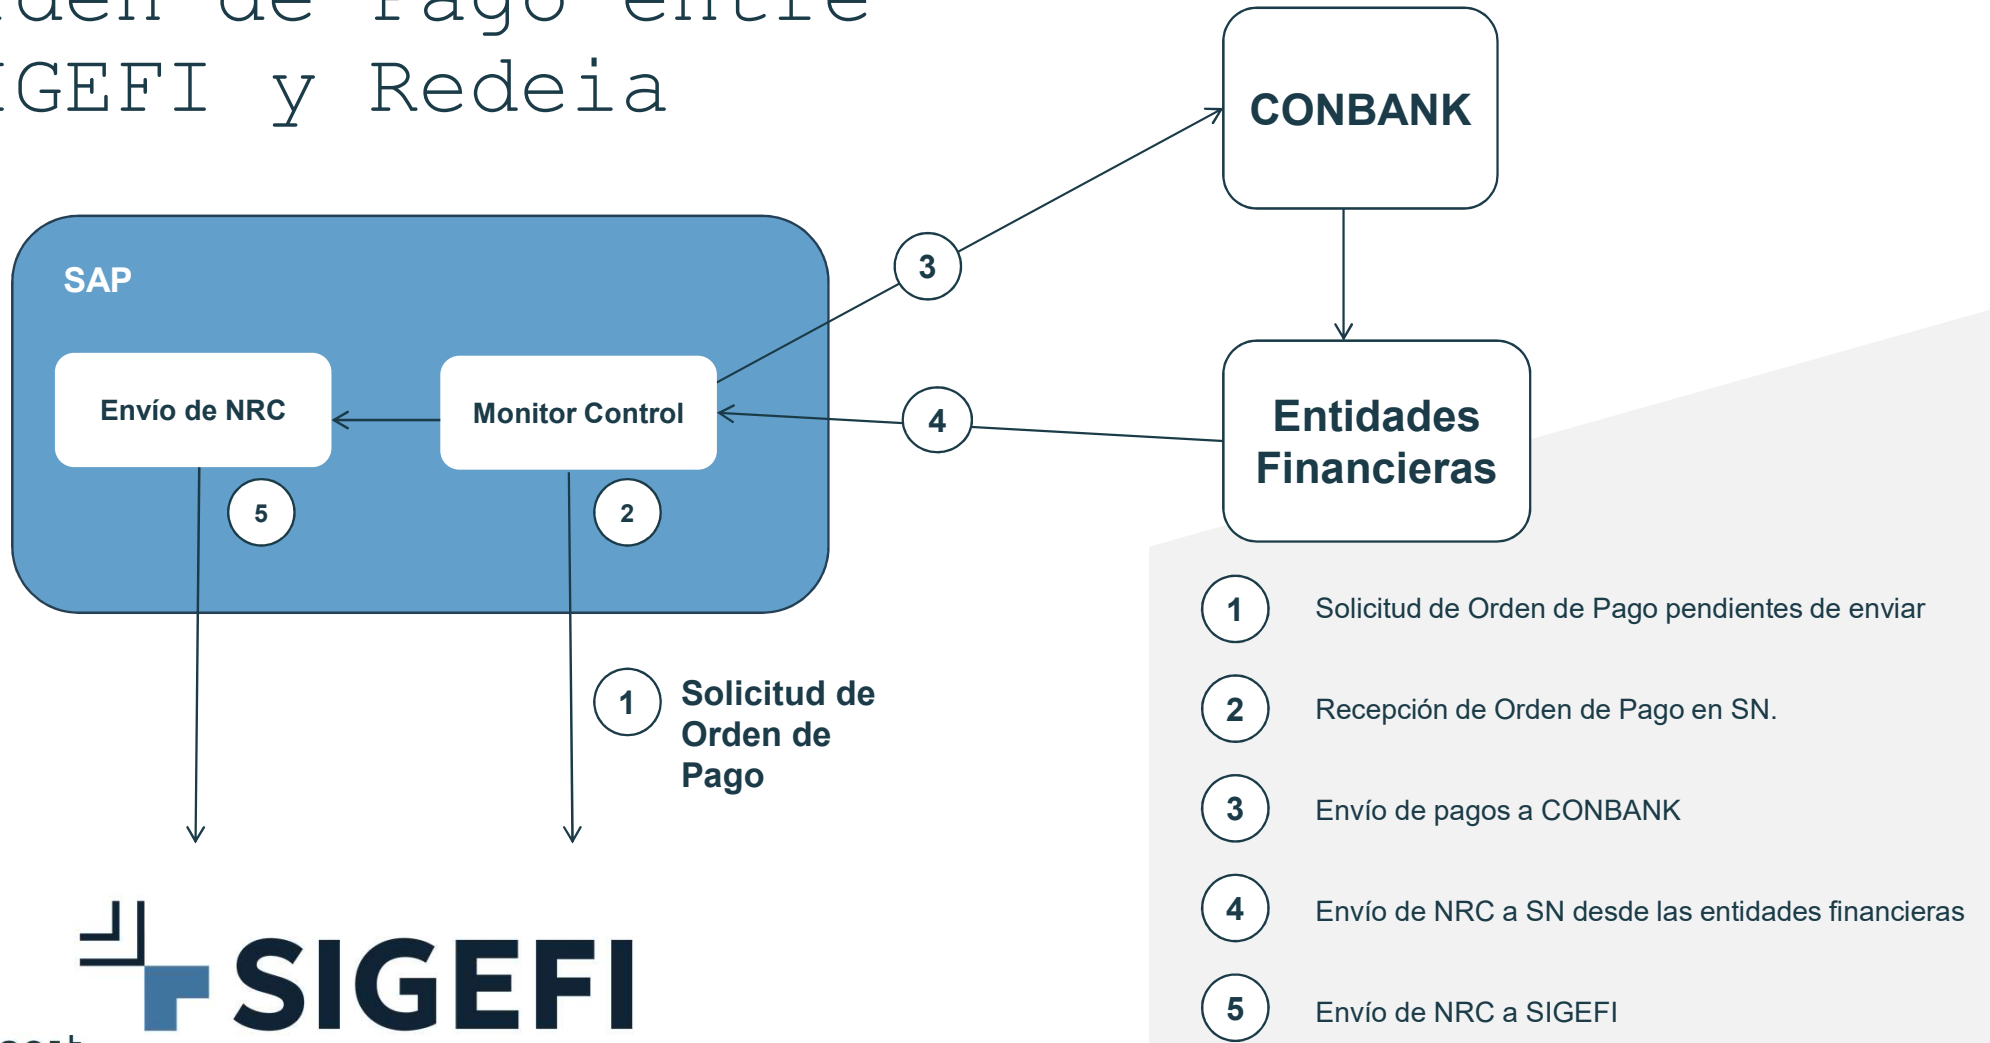 de Pago entre
y Redeia
CONBANK
SAP
3
Envío de NRC
Monitor Control
4
Entidades
Financieras
5
2
1
Solicitud de
Orden de
Pago
1 Solicitud de Orden de Pago pendientes de enviar
2 Recepción de Orden de Pago en SN.
3 Envío de pagos a CONBANK
4 Envío de NRC a SN desde las entidades financieras
5 Envío de NRC a SIGEFI
SIGEFI